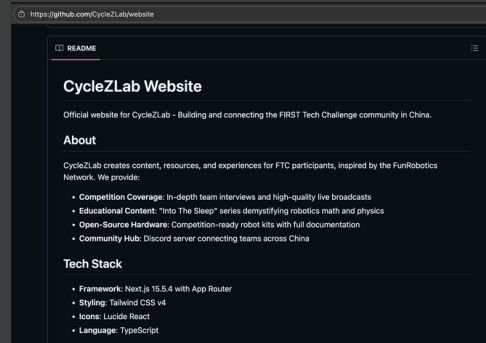 https://github.com/CycleZLab/website
README
CycleZLab Website
Official website for CycleZLab - Building and connecting the FIRST Tech Challenge community in China.
About
CycleZLab creates content, resources, and experiences for FTC participants, inspired by the FunRobotics
Network. We provide:
• Competition Coverage: In-depth team interviews and high-quality live broadcasts
• Educational Content: "Into The Sleep" series demystifying robotics math and physics
• Open-Source Hardware: Competition-ready robot kits with full documentation
• Community Hub: Discord server connecting teams across China
Tech Stack
• Framework: Next.js 15.5.4 with App Router
• Styling: Tailwind CSS v4
• Icons: Lucide React
• Language: TypeScript